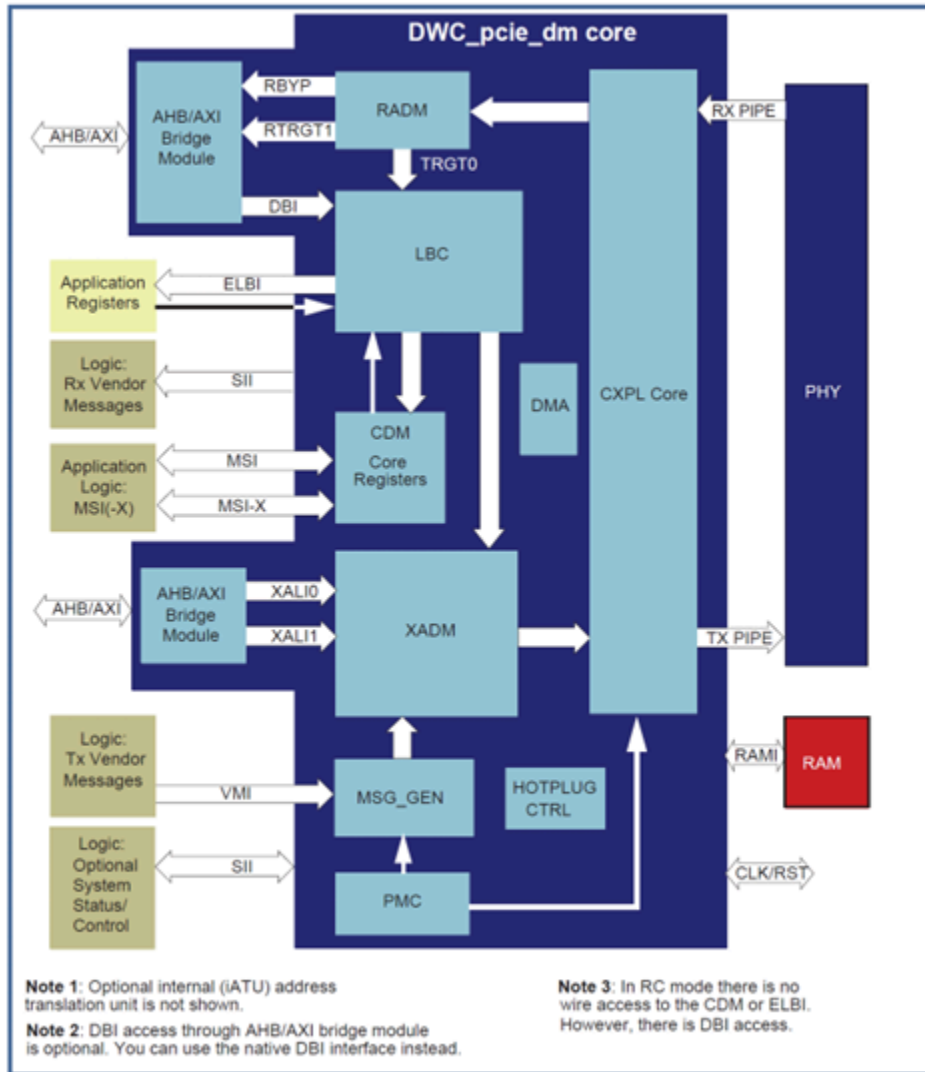 DWC_pcie_dm core
AHB/AXI
AHB/AXI
Bridge
Module
RBYP
RTRGT1
DBI
RADM
TRGT0
RX PIPE
LBC
Application
Registers
ELBI
Logic:
Rx Vendor
Messages
SII
DMA
CXPL Core
PHY
Application
Logic:
MSI(-X)
MSI
MSI-X
CDM
Core
Registers
AHB/AXI
AHB/AXI
Bridge
Module
XALI0
XALI1
XADM
TX PIPE
Logic:
Tx Vendor
Messages
VMI
MSG_GEN
HOTPLUG
CTRL
RAMI
RAM
Logic:
Optional
System
Status/
Control
SII
PMC
CLK/RST
Note 1: Optional internal (iATU) address
translation unit is not shown.
Note 2: DBI access through AHB/AXI bridge module
is optional. You can use the native DBI interface instead.
Note 3: In RC mode there is no
wire access to the CDM or ELBI.
However, there is DBI access.